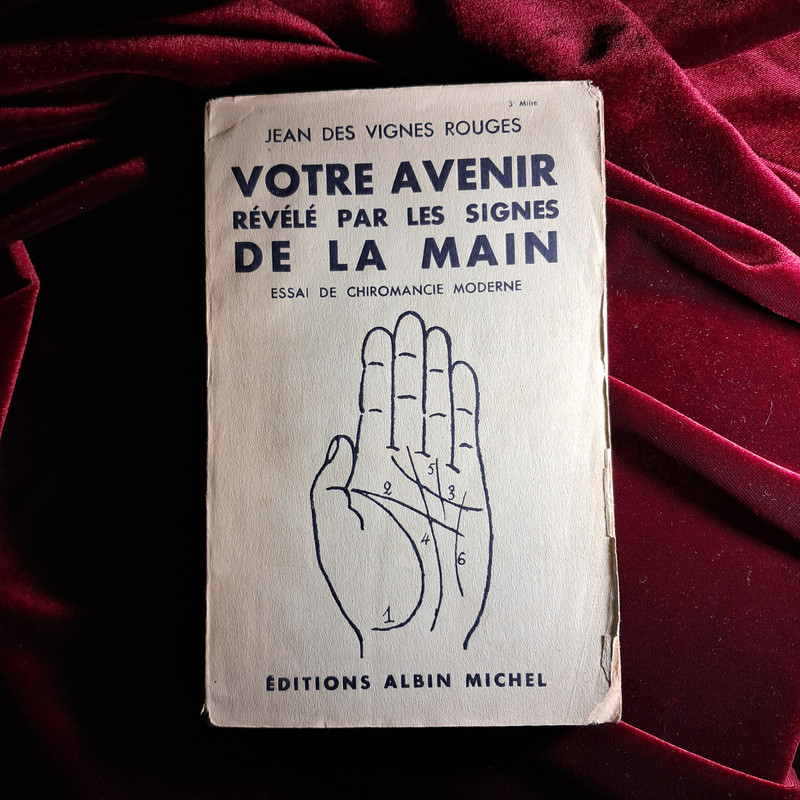 3e Mille
JEAN DES VIGNES ROUGES
VOTRE AVENIR
RÉVÉLÉ PAR LES SIGNES
DE LA MAIN
ESSAI DE CHIROMANCIE MODERNE
5
2
3
4
6
1
ÉDITIONS ALBIN MICHEL